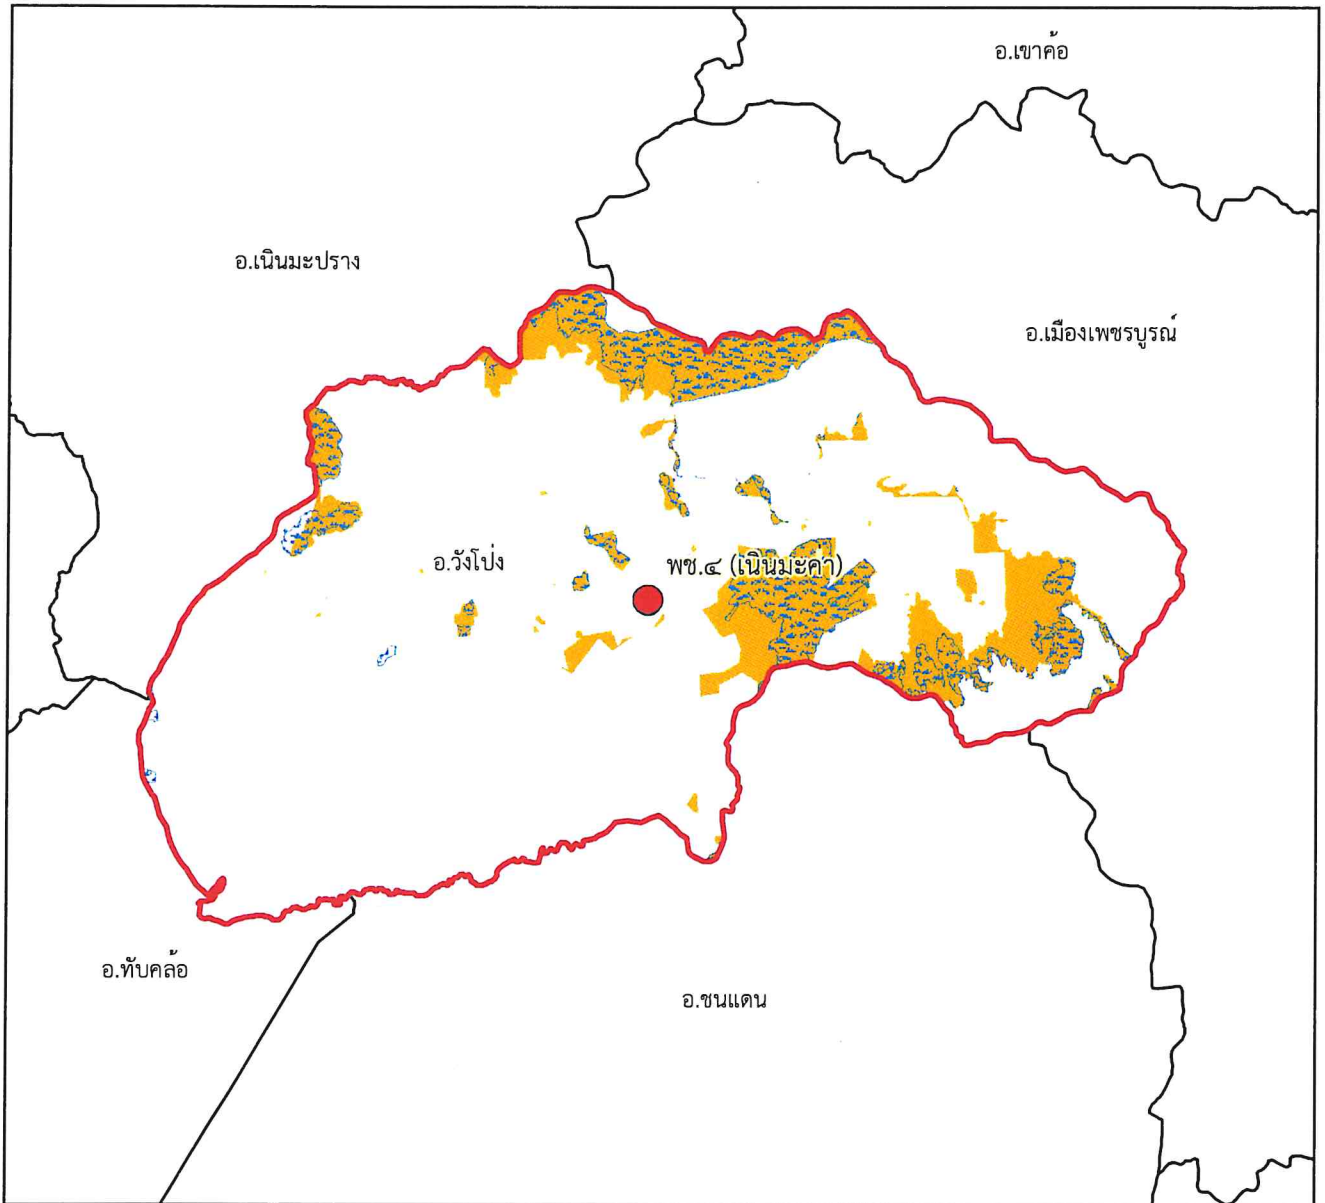 อ.เขาค้อ
อ.เนินมะปราง
อ.เมืองเพชรบูรณ์
อ.วังโป่ง
พช.๔ (เนินมะค่า)
อ.ทับคล้อ
อ.ชนแดน